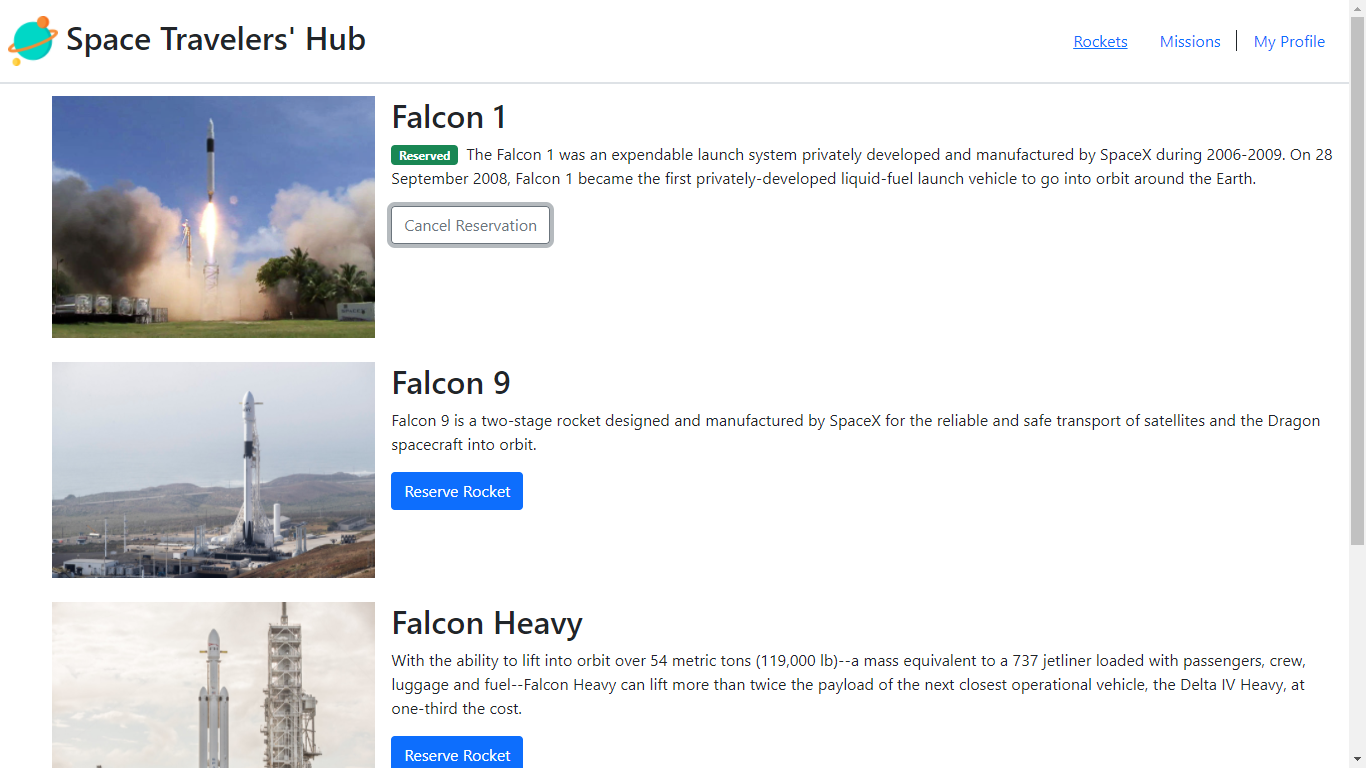 Space Travelers' Hub
Rockets
Missions
My Profile
Falcon 1
Reserved The Falcon 1 was an expendable launch system privately developed and manufactured by SpaceX during 2006-2009. On 28
September 2008, Falcon 1 became the first privately-developed liquid-fuel launch vehicle to go into orbit around the Earth.
Cancel Reservation
Falcon 9
Falcon 9 is a two-stage rocket designed and manufactured by SpaceX for the reliable and safe transport of satellites and the Dragon
spacecraft into orbit.
Reserve Rocket
Falcon Heavy
With the ability to lift into orbit over 54 metric tons (119,000 lb)--a mass equivalent to a 737 jetliner loaded with passengers, crew,
luggage and fuel--Falcon Heavy can lift more than twice the payload of the next closest operational vehicle, the Delta IV Heavy, at
one-third the cost.
Reserve Rocket